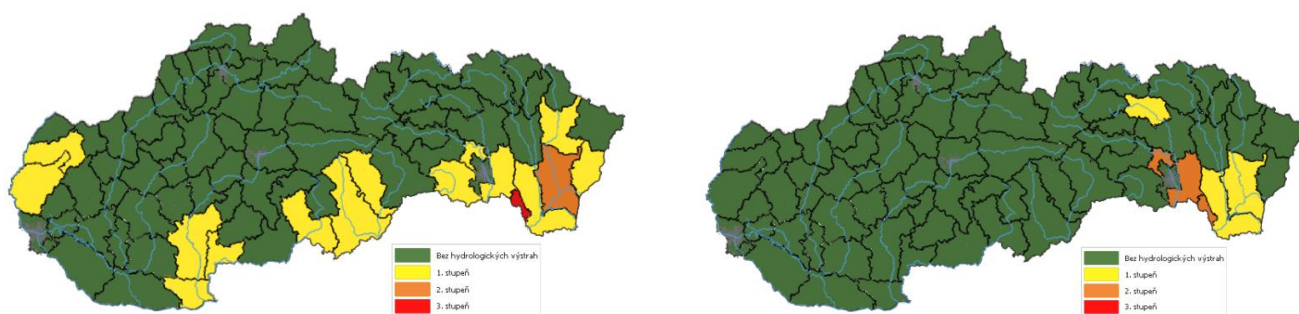 Bez hydrologických výstrah
1. stupeň
2. stupeň
3. stupeň
Bez hydrologických výstrah
1. stupeň
2. stupeň
3. stupeň